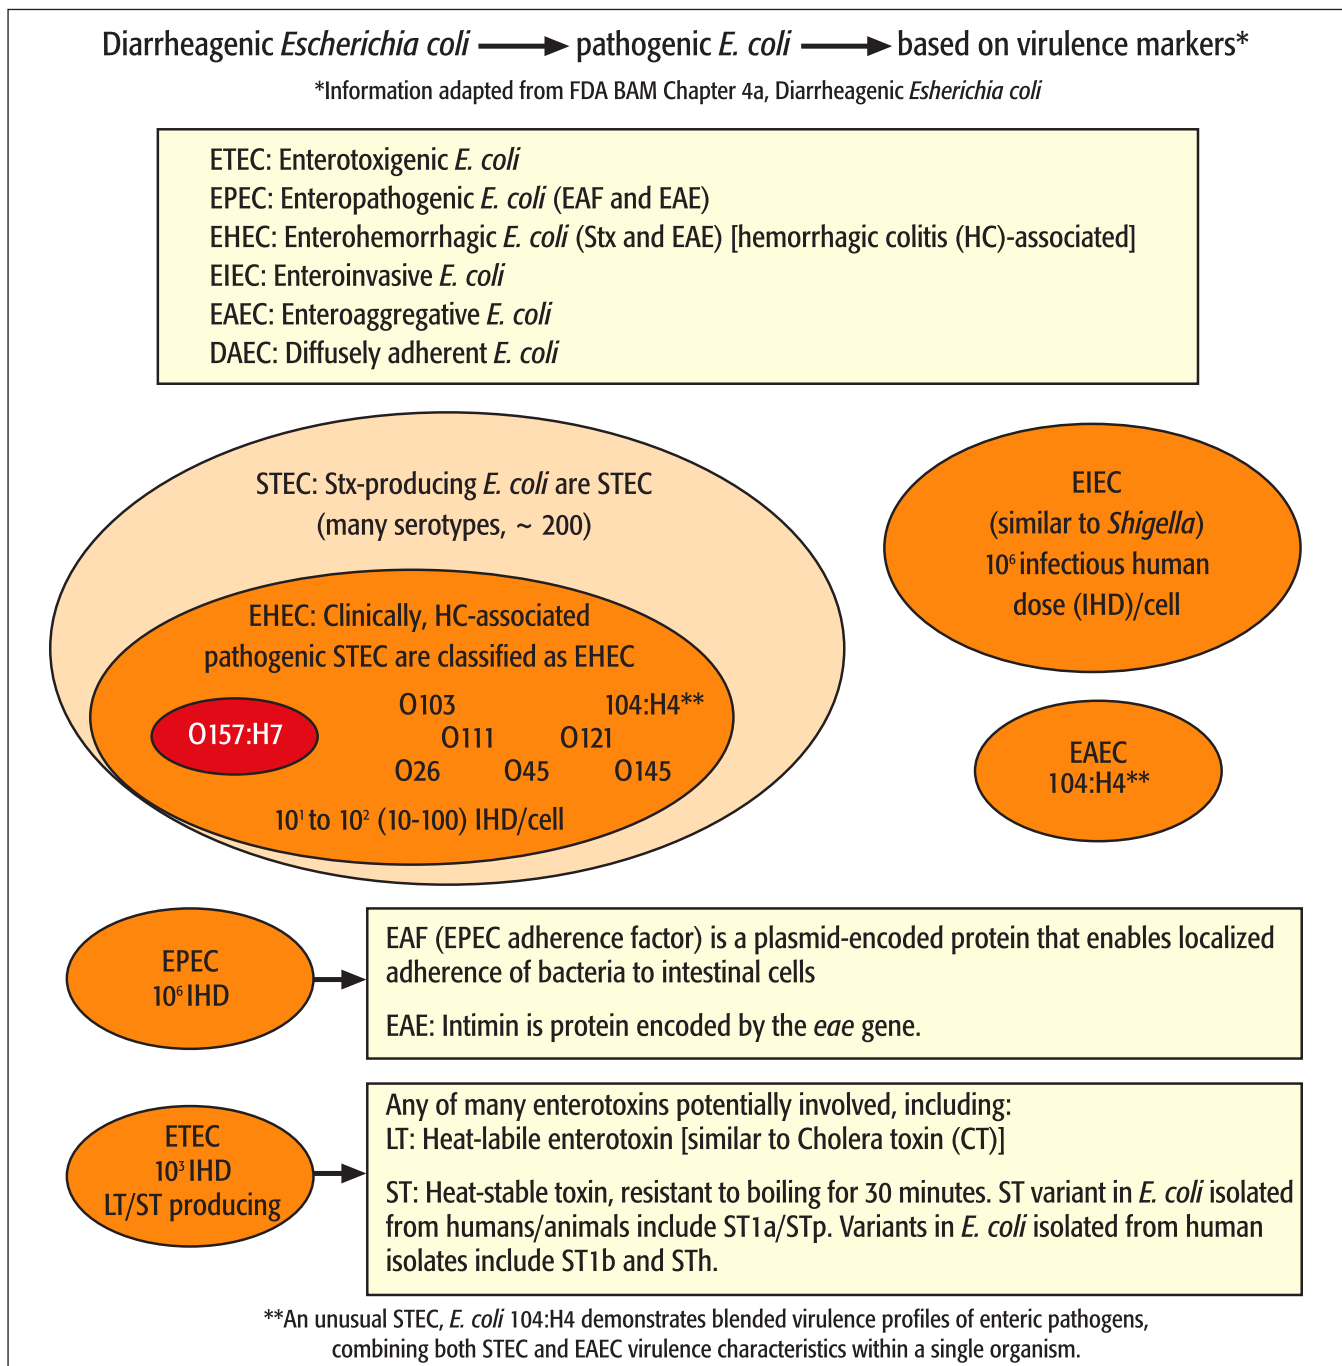 Diarrheagenic Escherichia coli → pathogenic E. coli → based on virulence markers*
*Information adapted from FDA BAM Chapter 4a, Diarrheagenic Esherichia coli
ETEC: Enterotoxigenic E. coli
EPEC: Enteropathogenic E. coli (EAF and EAE)
EHEC: Enterohemorrhagic E. coli (Stx and EAE) [hemorrhagic colitis (HC)-associated]
EIEC: Enteroinvasive E. coli
EAEC: Enteroaggregative E. coli
DAEC: Diffusely adherent E. coli
STEC: Stx-producing E. coli are STEC
(many serotypes, ~ 200)
EHEC: Clinically, HC-associated
pathogenic STEC are classified as EHEC
O157:H7
O103 104:H4**
O111 O121
O26 O45 O145
10¹ to 10² (10-100) IHD/cell
EIEC
(similar to Shigella)
10⁶ infectious human
dose (IHD)/cell
EAEC
104:H4**
EPEC
10⁶ IHD
EAF (EPEC adherence factor) is a plasmid-encoded protein that enables localized
adherence of bacteria to intestinal cells
EAE: Intimin is protein encoded by the eae gene.
ETEC
10³ IHD
LT/ST producing
Any of many enterotoxins potentially involved, including:
LT: Heat-labile enterotoxin [similar to Cholera toxin (CT)]
ST: Heat-stable toxin, resistant to boiling for 30 minutes. ST variant in E. coli isolated
from humans/animals include ST1a/STp. Variants in E. coli isolated from human
isolates include ST1b and STh.
**An unusual STEC, E. coli 104:H4 demonstrates blended virulence profiles of enteric pathogens,
combining both STEC and EAEC virulence characteristics within a single organism.